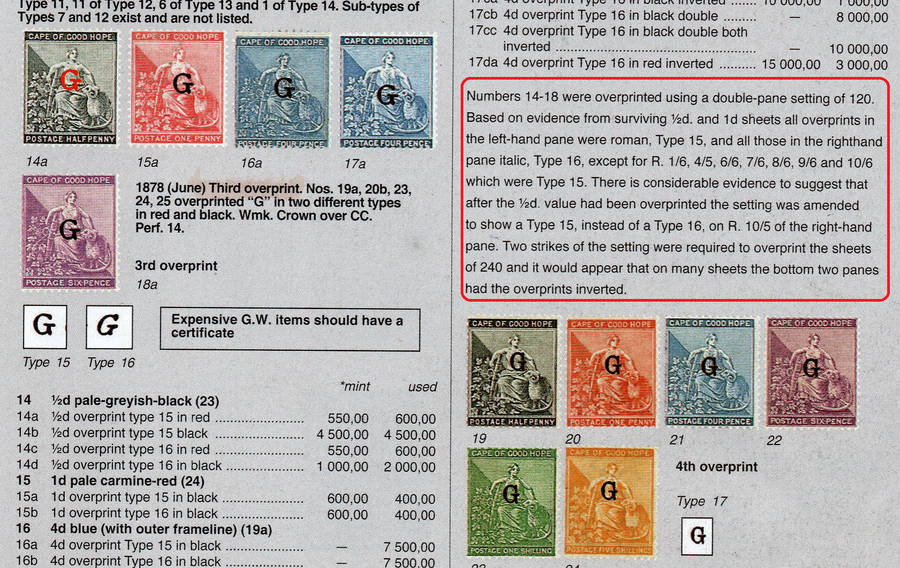 Type 11, 11 of Type 12, 6 of Type 13 and 1 of Type 14. Sub-types of
Types 7 and 12 exist and are not listed.
CAPE OF GOOD HOPE
G
POSTAGE HALF PENNY
CAPE OF GOOD HOPE
G
POSTAGE ONE PENNY
CAPE OF GOOD HOPE
G
POSTAGE FOUR PENCE
CAPE OF GOOD HOPE
G
POSTAGE FOUR PENCE
14a
15a
16a
17a
CAPE OF GOOD HOPE
G
POSTAGE SIX PENCE
1878 (June) Third overprint. Nos. 19a, 20b, 23,
24, 25 overprinted "G" in two different types
in red and black. Wmk. Crown over CC.
Perf. 14.
3rd overprint
18a
G
G
Type 15
Type 16
Expensive G.W. items should have a
certificate
*mint used
14 ½d pale-greyish-black (23)
14a ½d overprint type 15 in red 550,00 600,00
14b ½d overprint type 15 black 4 500,00 4 500,00
14c ½d overprint type 16 in red 550,00 600,00
14d ½d overprint type 16 in black 1 000,00 2 000,00
15 1d pale carmine-red (24)
15a 1d overprint type 15 in black 600,00 400,00
15b 1d overprint type 16 in black 600,00 400,00
16 4d blue (with outer frameline) (19a)
16a 4d overprint Type 15 in black — 7 500,00
16b 4d overprint Type 16 in black — 7 500,00
17cb 4d overprint Type 16 in black double — 8 000,00
17cc 4d overprint Type 16 in black double both
inverted — 10 000,00
17da 4d overprint Type 16 in red inverted 15 000,00 3 000,00
Numbers 14-18 were overprinted using a double-pane setting of 120.
Based on evidence from surviving ½d. and 1d sheets all overprints in
the left-hand pane were roman, Type 15, and all those in the righthand
pane italic, Type 16, except for R. 1/6, 4/5, 6/6, 7/6, 8/6, 9/6 and 10/6
which were Type 15. There is considerable evidence to suggest that
after the ½d. value had been overprinted the setting was amended
to show a Type 15, instead of a Type 16, on R. 10/5 of the right-hand
pane. Two strikes of the setting were required to overprint the sheets
of 240 and it would appear that on many sheets the bottom two panes
had the overprints inverted.
CAPE OF GOOD HOPE
G
POSTAGE HALF PENNY
CAPE OF GOOD HOPE
G
POSTAGE ONE PENNY
CAPE OF GOOD HOPE
G
POSTAGE FOUR PENCE
CAPE OF GOOD HOPE
G
POSTAGE SIX PENCE
19
20
21
22
CAPE OF GOOD HOPE
G
POSTAGE ONE SHILLING
CAPE OF GOOD HOPE
G
POSTAGE FIVE SHILLINGS
4th overprint
Type 17
G